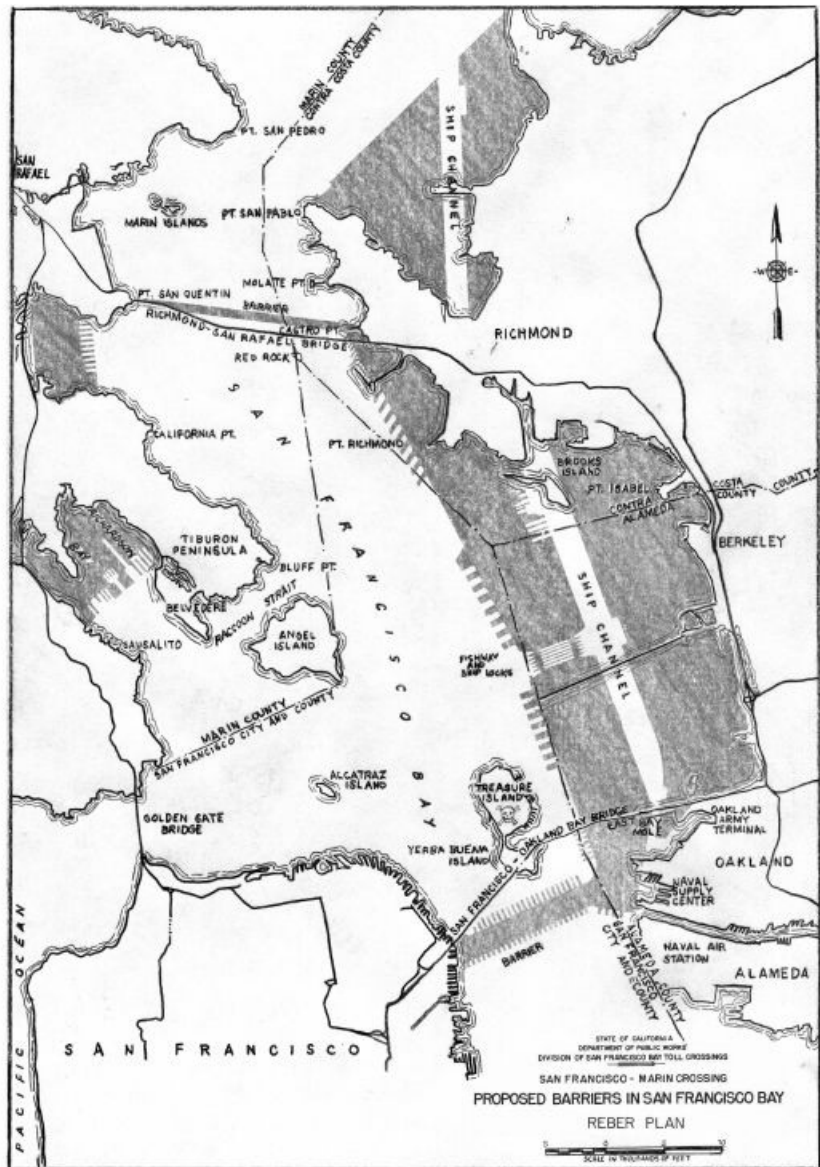 MARIN COUNTY
CONTRA COSTA COUNTY
SHIP CHANNEL
PT. SAN PEDRO
SAN
RAFAEL
MARIN ISLANDS
PT. SAN PABLO
MOLATE PT.
PT. SAN QUENTIN
BARRIER
RICHMOND-SAN RAFAEL BRIDGE
CASTRO PT.
RED ROCK
RICHMOND
SAN FRANCISCO BAY
CALIFORNIA PT.
PT. RICHMOND
BROOKS
ISLAND
PT. ISABEL
CONTRA COSTA COUNTY
ALAMEDA COUNTY
BERKELEY
RICHARDSON
BAY
TIBURON
PENINSULA
BLUFF PT.
BELVEDERE
RACCOON STRAIT
ANGEL
ISLAND
SAUSALITO
SHIP CHANNEL
FISHWAY
AND
SHIP LOCKS
MARIN COUNTY
SAN FRANCISCO CITY AND COUNTY
ALCATRAZ
ISLAND
TREASURE
ISLAND
GOLDEN GATE
BRIDGE
YERBA BUENA
ISLAND
SAN FRANCISCO - OAKLAND BAY BRIDGE
EAST BAY
MOLE
OAKLAND
ARMY
TERMINAL
OAKLAND
NAVAL
SUPPLY
CENTER
BARRIER
NAVAL AIR
STATION
ALAMEDA
ALAMEDA COUNTY
SAN FRANCISCO
CITY AND COUNTY
PACIFIC OCEAN
SAN FRANCISCO
STATE OF CALIFORNIA
DEPARTMENT OF PUBLIC WORKS
DIVISION OF SAN FRANCISCO BAY TOLL CROSSINGS
SAN FRANCISCO - MARIN CROSSING
PROPOSED BARRIERS IN SAN FRANCISCO BAY
REBER PLAN
SCALE IN THOUSANDS OF FEET